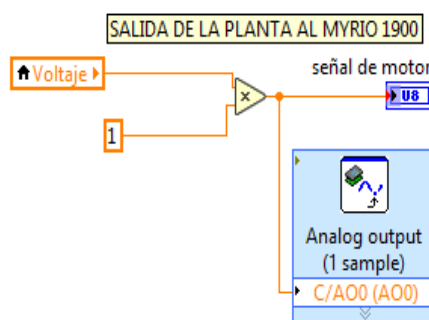 SALIDA DE LA PLANTA AL MYRIO 1900
Voltaje
señal de motor
x
U8
1
Analog output
(1 sample)
C/AO0 (AO0)